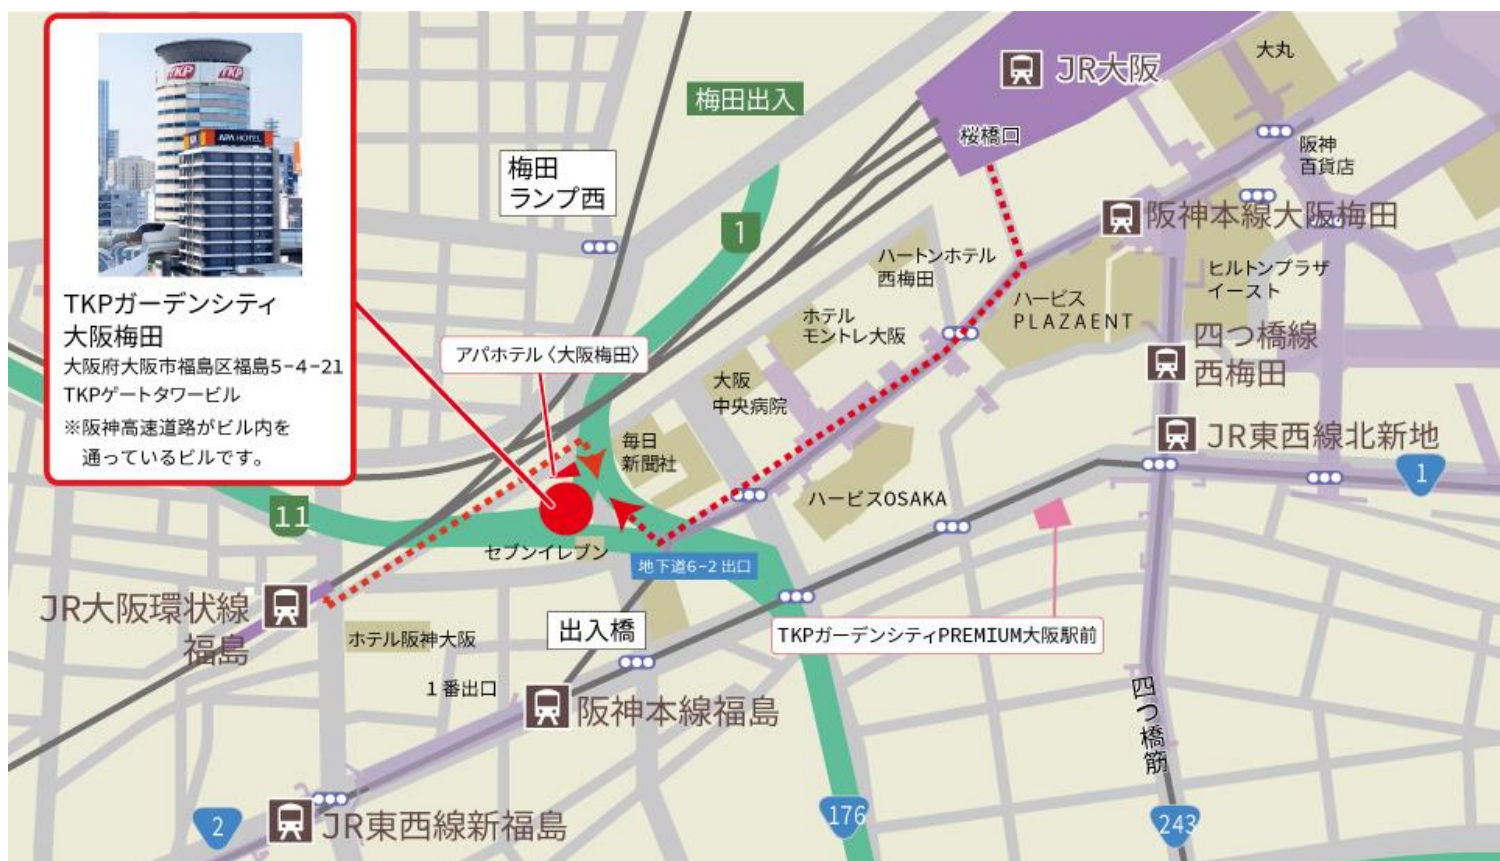 TKP
TKP
APA HOTEL
TKPガーデンシティ
大阪梅田
大阪府大阪市福島区福島5-4-21
TKPゲートタワービル
※阪神高速道路がビル内を
通っているビルです。
梅田出入
JR大阪
大丸
桜橋口
阪神
百貨店
梅田
ランプ西
1
阪神本線大阪梅田
ハートンホテル
西梅田
ヒルトンプラザ
イースト
ハービス
PLAZAENT
ホテル
モントレ大阪
四つ橋線
西梅田
アパホテル〈大阪梅田〉
大阪
中央病院
毎日
新聞社
JR東西線北新地
1
ハービスOSAKA
11
セブンイレブン
地下道6-2 出口
JR大阪環状線
福島
ホテル阪神大阪
出入橋
TKPガーデンシティPREMIUM大阪駅前
1番出口
阪神本線福島
四つ橋筋
2
JR東西線新福島
176
243